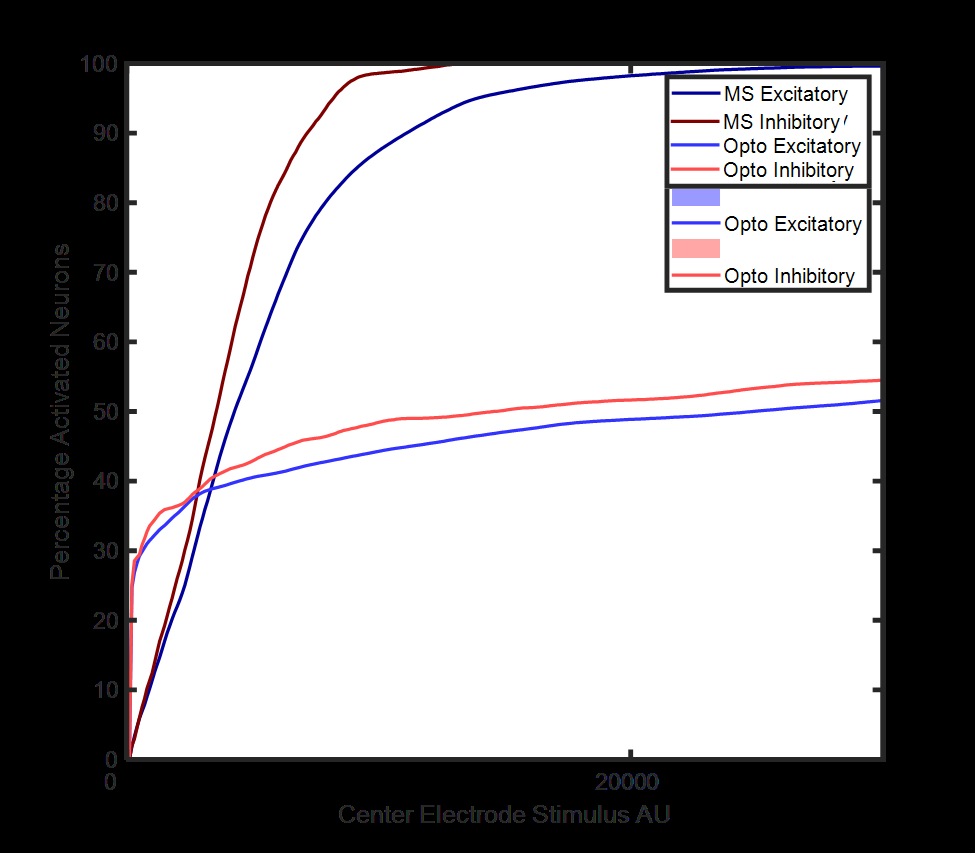 100
90
80
70
60
50
40
30
20
10
0
0
20000
Percentage Activated Neurons
Center Electrode Stimulus AU
MS Excitatory
MS Inhibitory
Opto Excitatory
Opto Inhibitory
Opto Excitatory
Opto Inhibitory